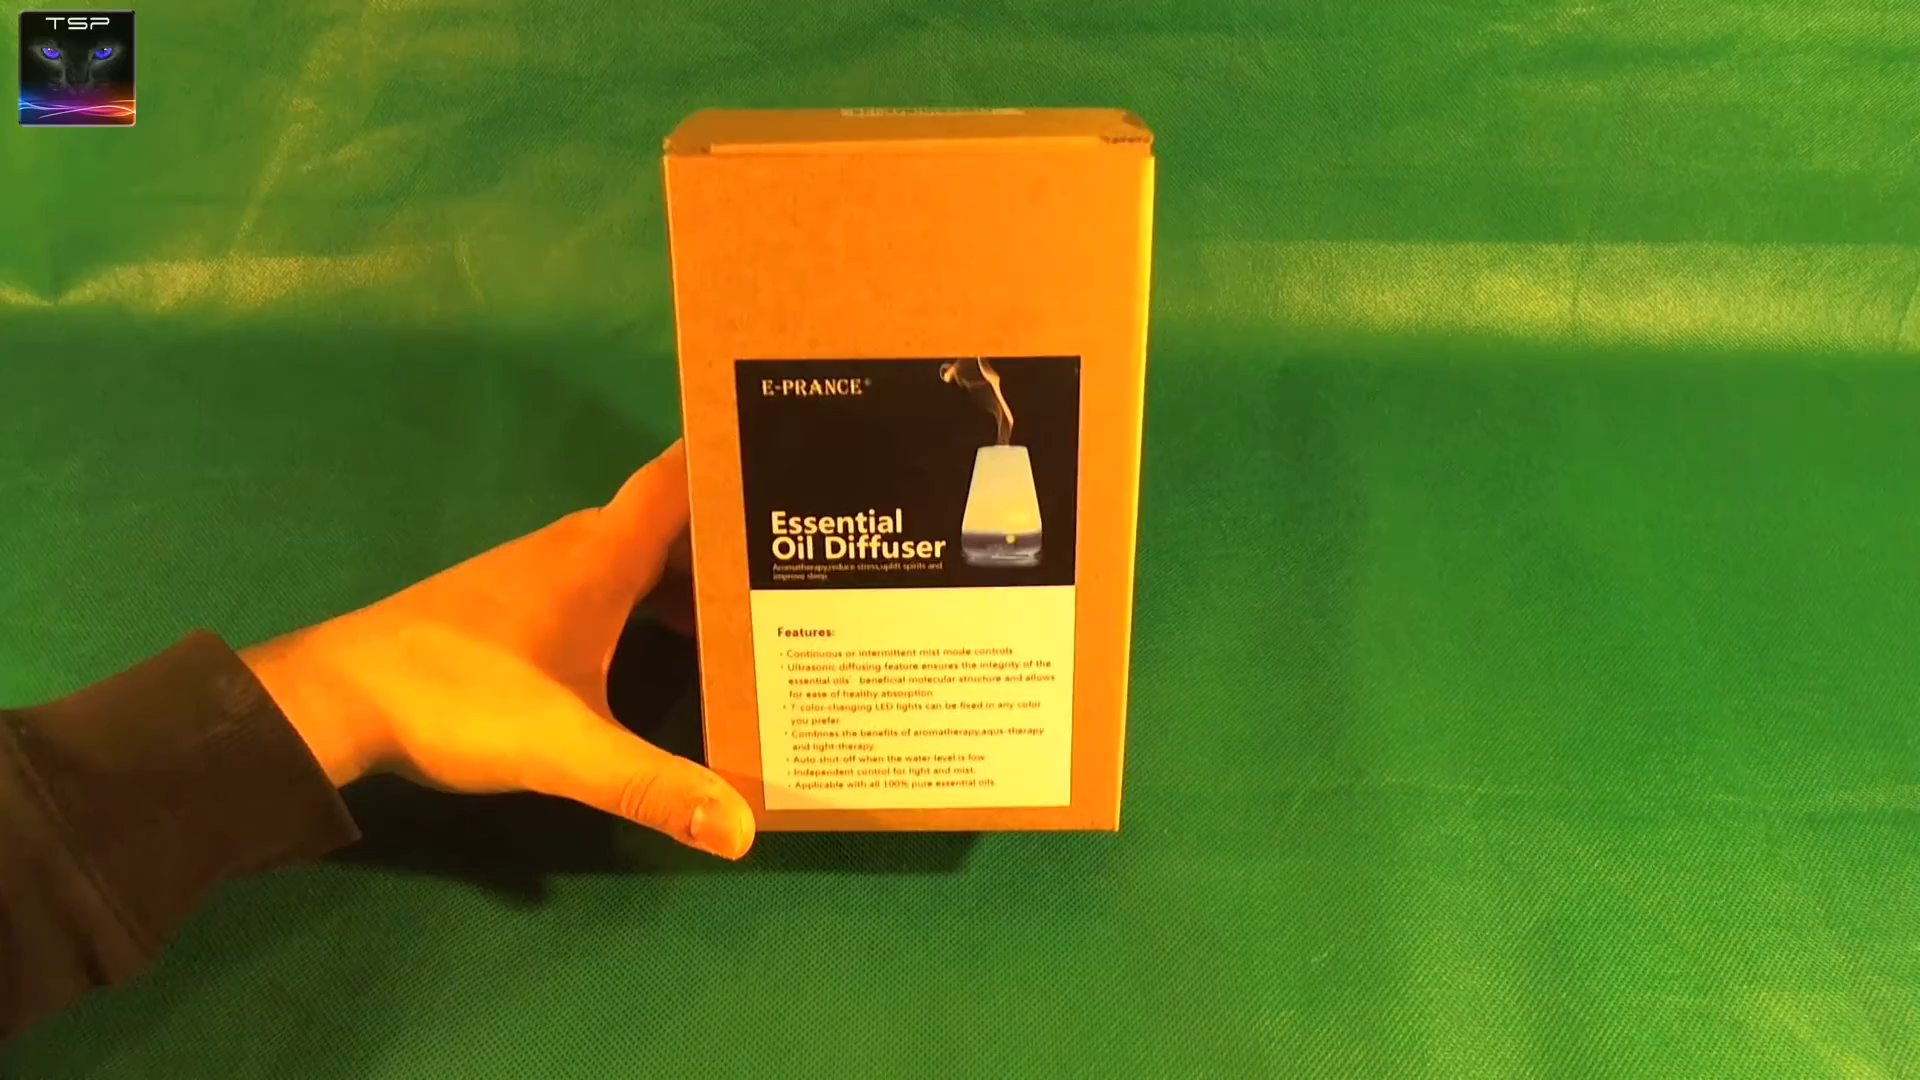 TSP
E-PRANCE®
Essential
Oil Diffuser
Aromatherapy,reduce stress,uplift spirits and
improve sleep
Features:
· Continuous or intermittent mist mode controls
· Ultrasonic diffusing feature ensures the integrity of the
essential oils' beneficial molecular structure and allows
for ease of healthy absorption
· 7-color-changing LED lights can be fixed in any color
you prefer.
· Combines the benefits of aromatherapy,aqua-therapy
and light-therapy.
· Auto shut-off when the water level is low.
· Independent control for light and mist.
· Applicable with all 100% pure essential oils.